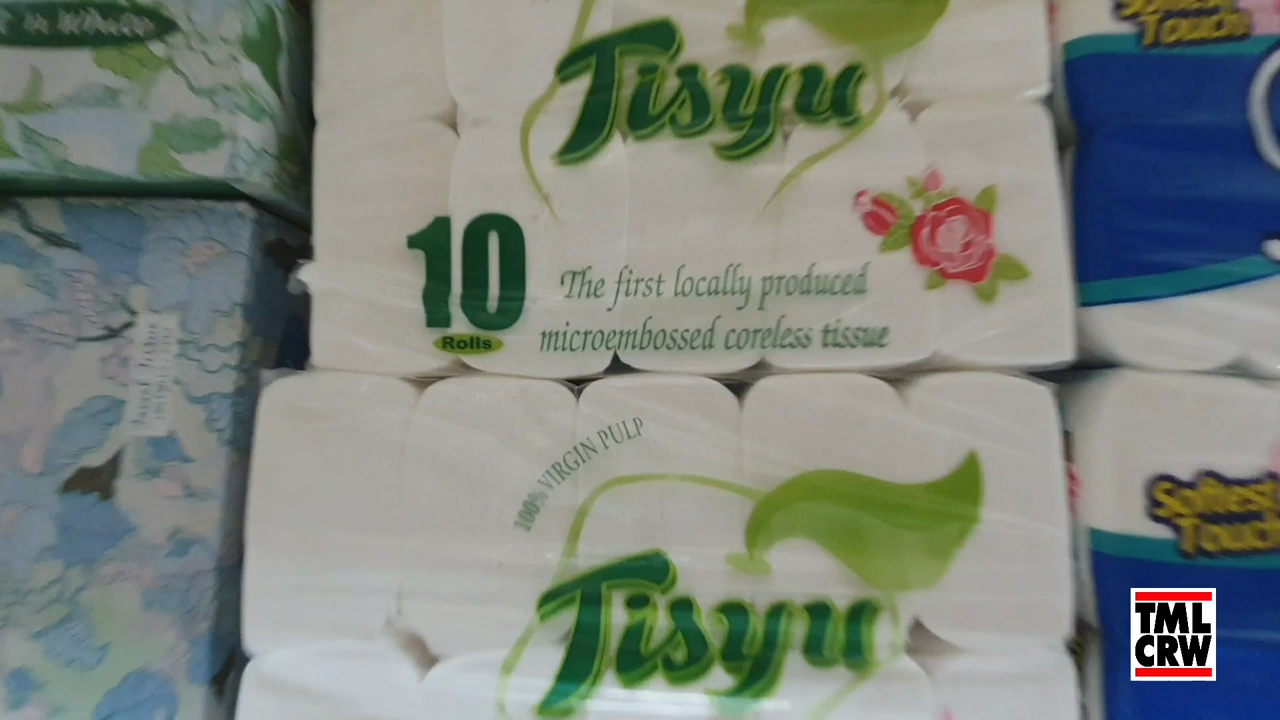 n White
Softest
Touch
Tisyu
10
Rolls
The first locally produced
microembossed coreless tissue
100% VIRGIN PULP
Tisyu
Softest
Touch
TML
CRW